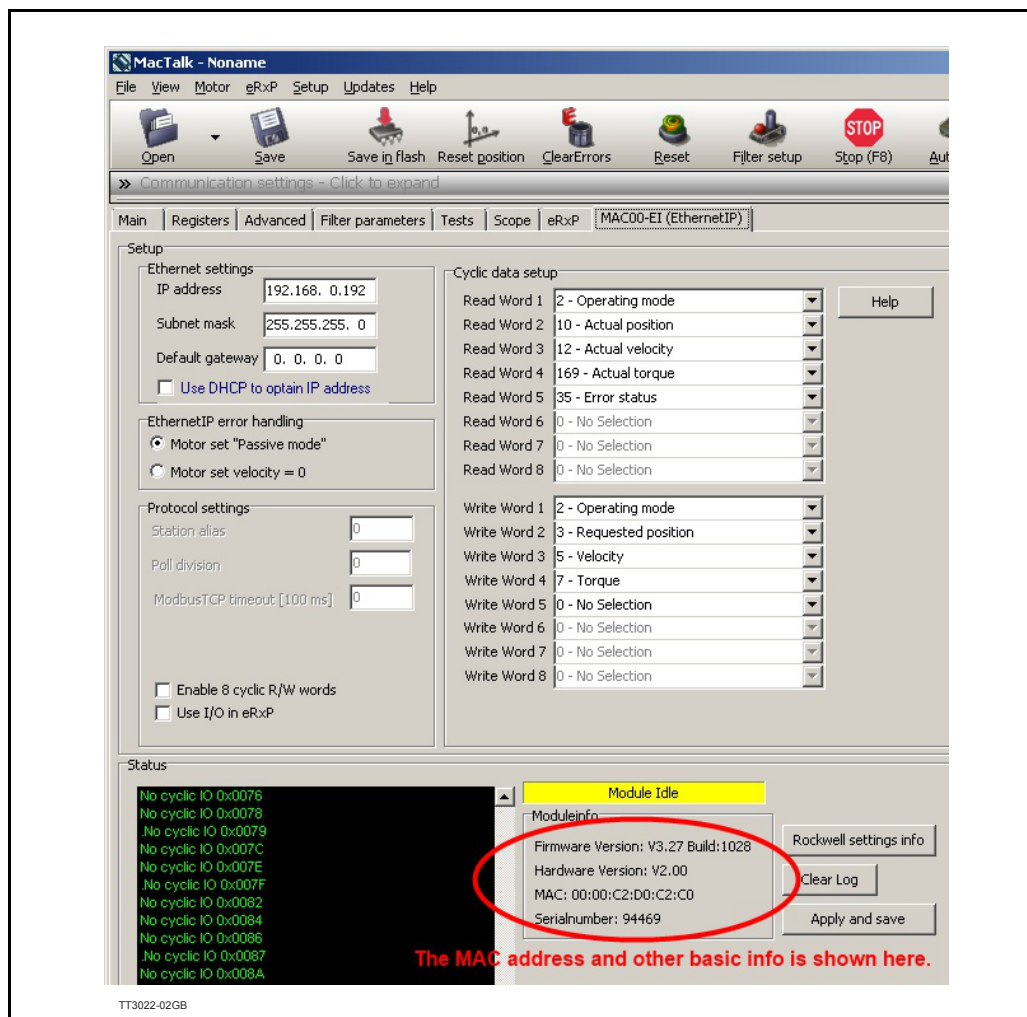 MacTalk - Noname
File View Motor eRxP Setup Updates Help
Open Save Save in flash Reset position ClearErrors Reset Filter setup STOP Stop (F8) Aut
» Communication settings - Click to expand
Main Registers Advanced Filter parameters Tests Scope eRxP MAC00-EI (EthernetIP)
Setup
Ethernet settings
IP address 192.168. 0.192
Subnet mask 255.255.255. 0
Default gateway 0. 0. 0. 0
Use DHCP to optain IP address
EthernetIP error handling
Motor set "Passive mode"
Motor set velocity = 0
Protocol settings
Station alias 0
Poll division 0
ModbusTCP timeout [100 ms] 0
Enable 8 cyclic R/W words
Use I/O in eRxP
Cyclic data setup
Read Word 1 2 - Operating mode
Read Word 2 10 - Actual position
Read Word 3 12 - Actual velocity
Read Word 4 169 - Actual torque
Read Word 5 35 - Error status
Read Word 6 0 - No Selection
Read Word 7 0 - No Selection
Read Word 8 0 - No Selection
Write Word 1 2 - Operating mode
Write Word 2 3 - Requested position
Write Word 3 5 - Velocity
Write Word 4 7 - Torque
Write Word 5 0 - No Selection
Write Word 6 0 - No Selection
Write Word 7 0 - No Selection
Write Word 8 0 - No Selection
Help
Status
No cyclic IO 0x0076
No cyclic IO 0x0078
.No cyclic IO 0x0079
No cyclic IO 0x007C
No cyclic IO 0x007E
.No cyclic IO 0x007F
No cyclic IO 0x0082
No cyclic IO 0x0084
No cyclic IO 0x0086
.No cyclic IO 0x0087
No cyclic IO 0x008A
Module Idle
Moduleinfo
Firmware Version: V3.27 Build:1028
Hardware Version: V2.00
MAC: 00:00:C2:D0:C2:C0
Serialnumber: 94469
Rockwell settings info
Clear Log
Apply and save
The MAC address and other basic info is shown here.
TT3022-02GB